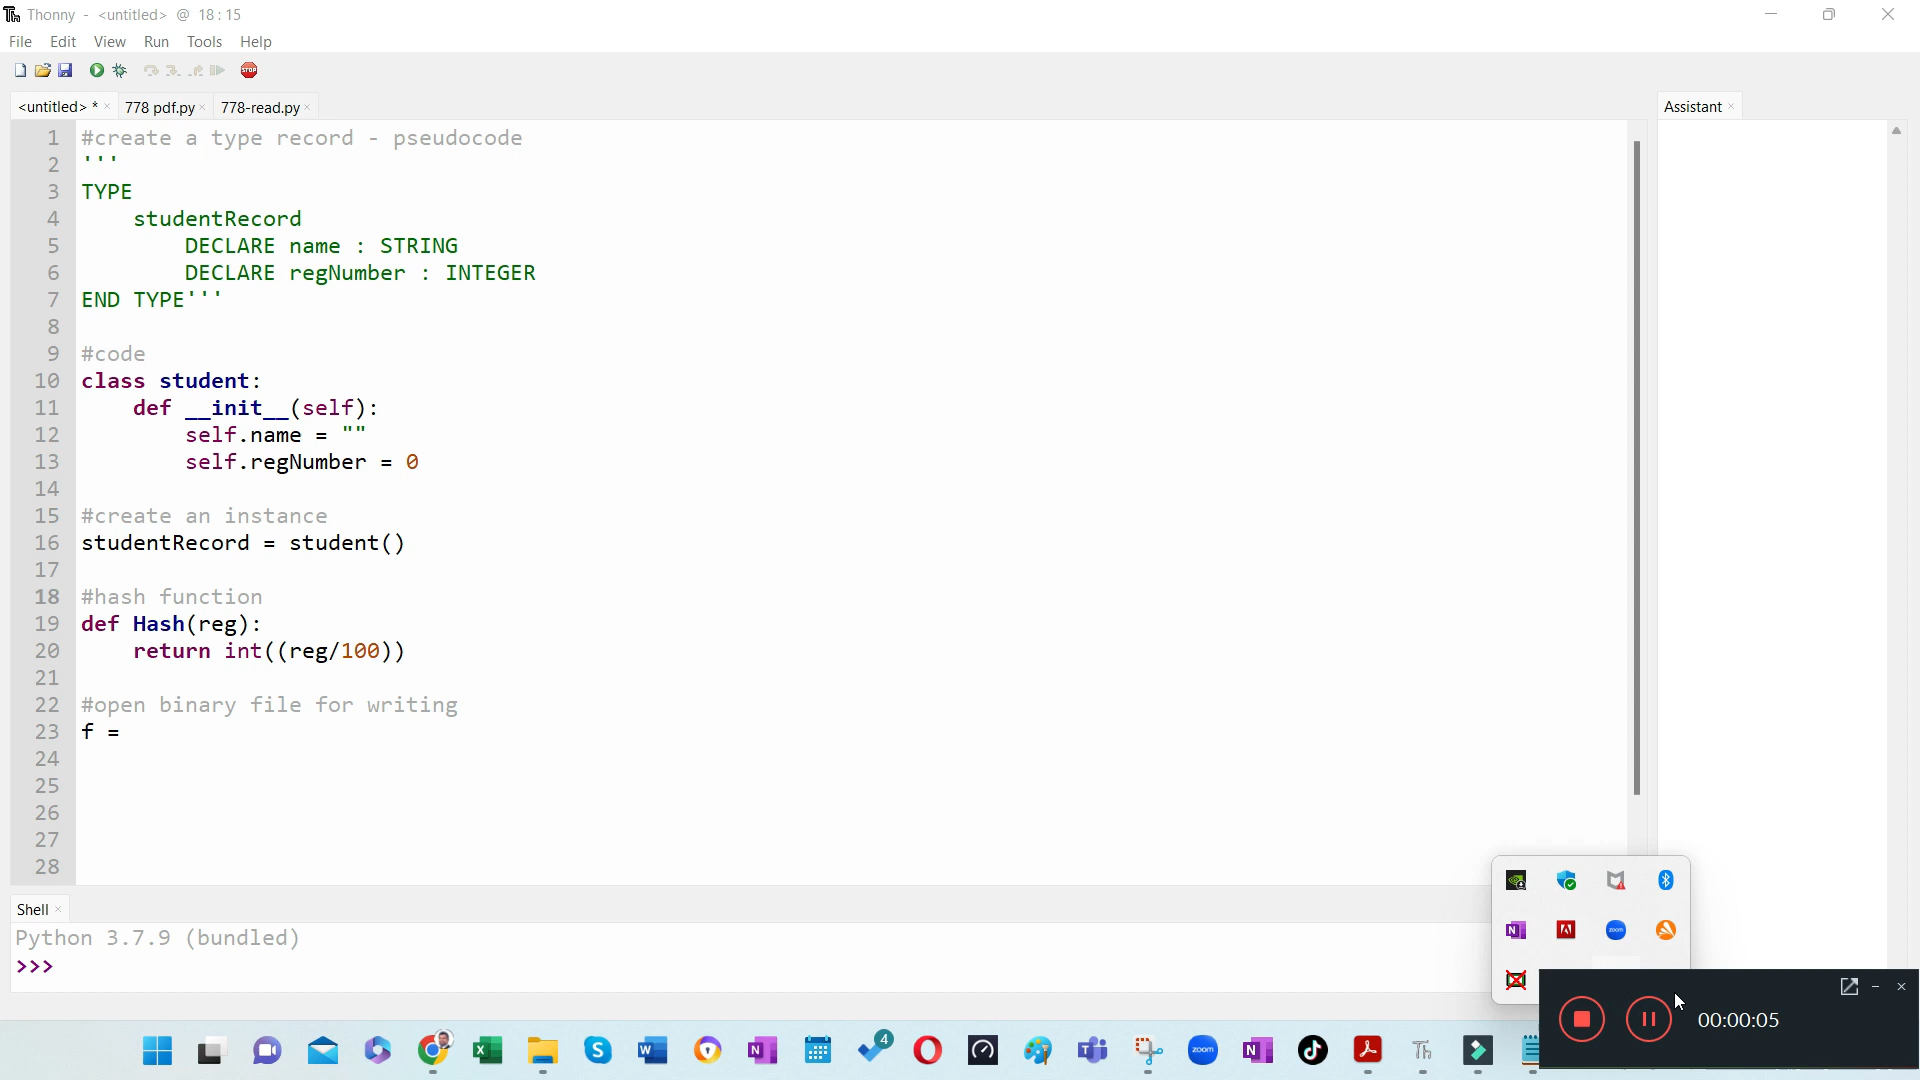 Thonny - <untitled> @ 18 : 15
File Edit View Run Tools Help
<untitled> * × 778 pdf.py × 778-read.py ×
Assistant ×
1 #create a type record - pseudocode
2 '''
3 TYPE
4 studentRecord
5 DECLARE name : STRING
6 DECLARE regNumber : INTEGER
7 END TYPE'''
8
9 #code
10 class student:
11 def __init__(self):
12 self.name = ""
13 self.regNumber = 0
14
15 #create an instance
16 studentRecord = student()
17
18 #hash function
19 def Hash(reg):
20 return int((reg/100))
21
22 #open binary file for writing
23 f =
24
25
26
27
28
Shell ×
Python 3.7.9 (bundled)
>>>
00:00:05
4
zoom